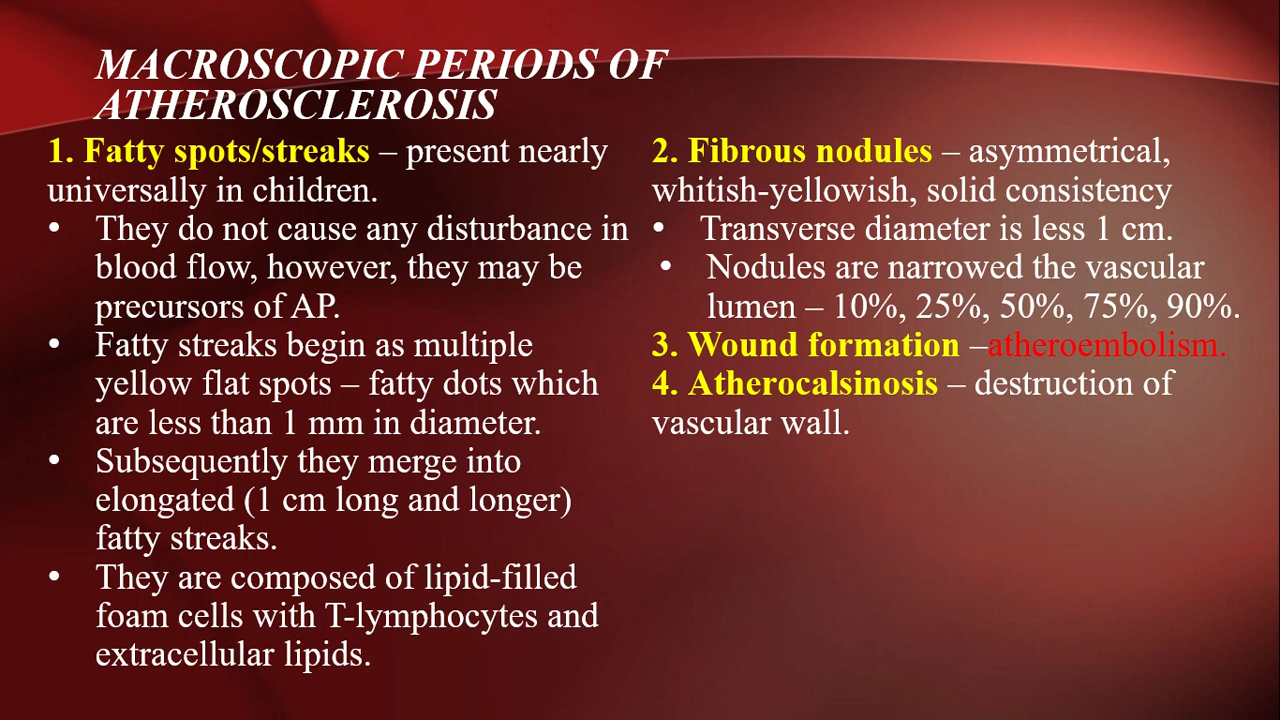 MACROSCOPIC PERIODS OF
ATHEROSCLEROSIS
1. Fatty spots/streaks – present nearly
universally in children.
• They do not cause any disturbance in
blood flow, however, they may be
precursors of AP.
• Fatty streaks begin as multiple
yellow flat spots – fatty dots which
are less than 1 mm in diameter.
• Subsequently they merge into
elongated (1 cm long and longer)
fatty streaks.
• They are composed of lipid-filled
foam cells with T-lymphocytes and
extracellular lipids.
2. Fibrous nodules – asymmetrical,
whitish-yellowish, solid consistency
• Transverse diameter is less 1 cm.
• Nodules are narrowed the vascular
lumen – 10%, 25%, 50%, 75%, 90%.
3. Wound formation –atheroembolism.
4. Atherocalsinosis – destruction of
vascular wall.